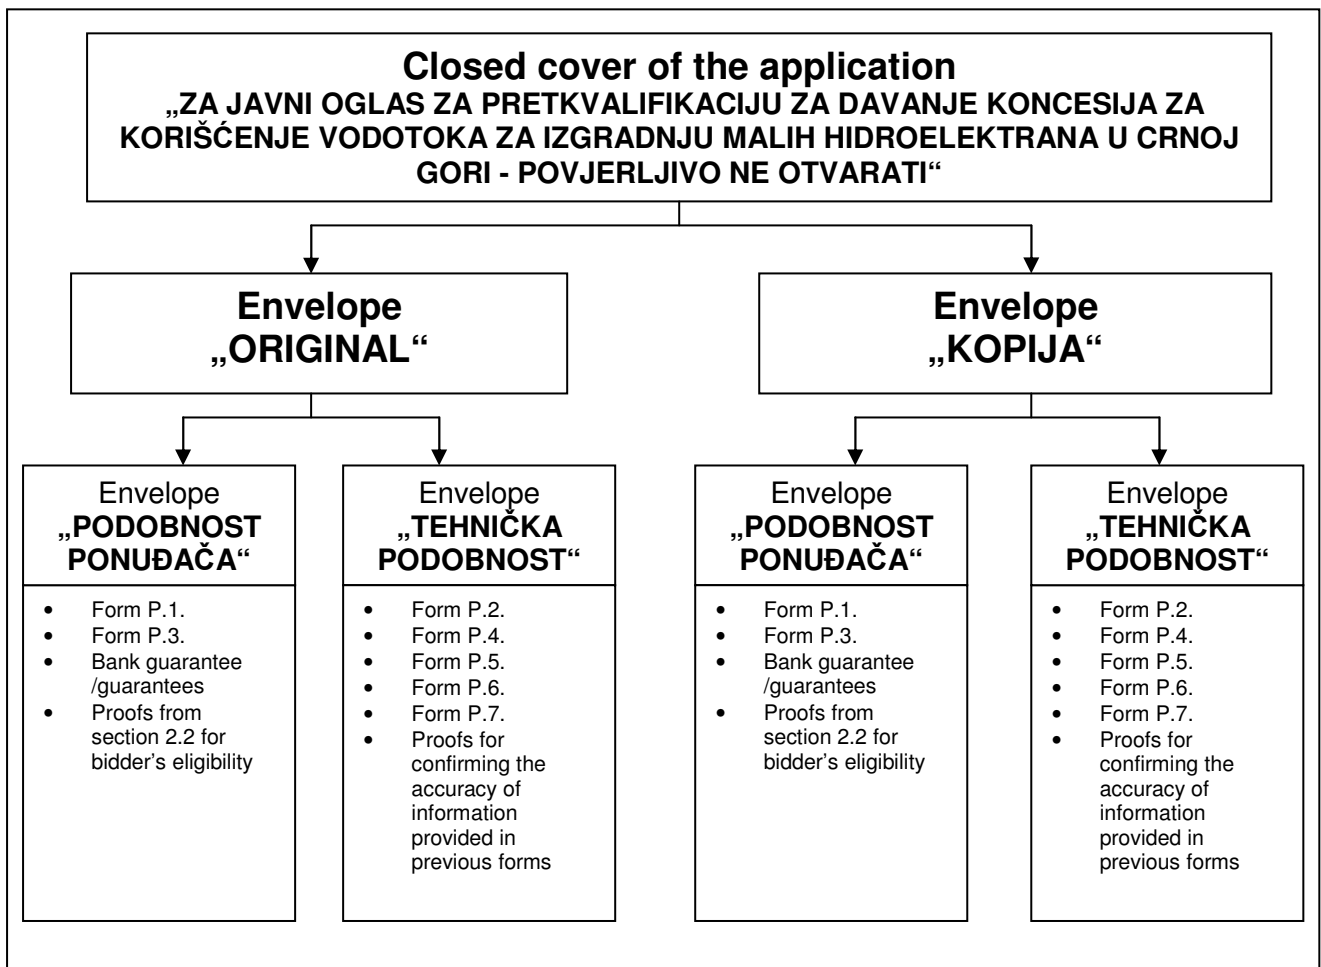 Closed cover of the application
„ZA JAVNI OGLAS ZA PRETKVALIFIKACIJU ZA DAVANJE KONCESIJA ZA
KORIŠĆENJE VODOTOKA ZA IZGRADNJU MALIH HIDROELEKTRANA U CRNOJ
GORI - POVJERLJIVO NE OTVARATI“
Envelope
„ORIGINAL“
Envelope
„KOPIJA“
Envelope
„PODOBNOST
PONUĐAČA“
• Form P.1.
• Form P.3.
• Bank guarantee
/guarantees
• Proofs from
section 2.2 for
bidder’s eligibility
Envelope
„TEHNIČKA
PODOBNOST“
• Form P.2.
• Form P.4.
• Form P.5.
• Form P.6.
• Form P.7.
• Proofs for
confirming the
accuracy of
information
provided in
previous forms
Envelope
„PODOBNOST
PONUĐAČA“
• Form P.1.
• Form P.3.
• Bank guarantee
/guarantees
• Proofs from
section 2.2 for
bidder’s eligibility
Envelope
„TEHNIČKA
PODOBNOST“
• Form P.2.
• Form P.4.
• Form P.5.
• Form P.6.
• Form P.7.
• Proofs for
confirming the
accuracy of
information
provided in
previous forms